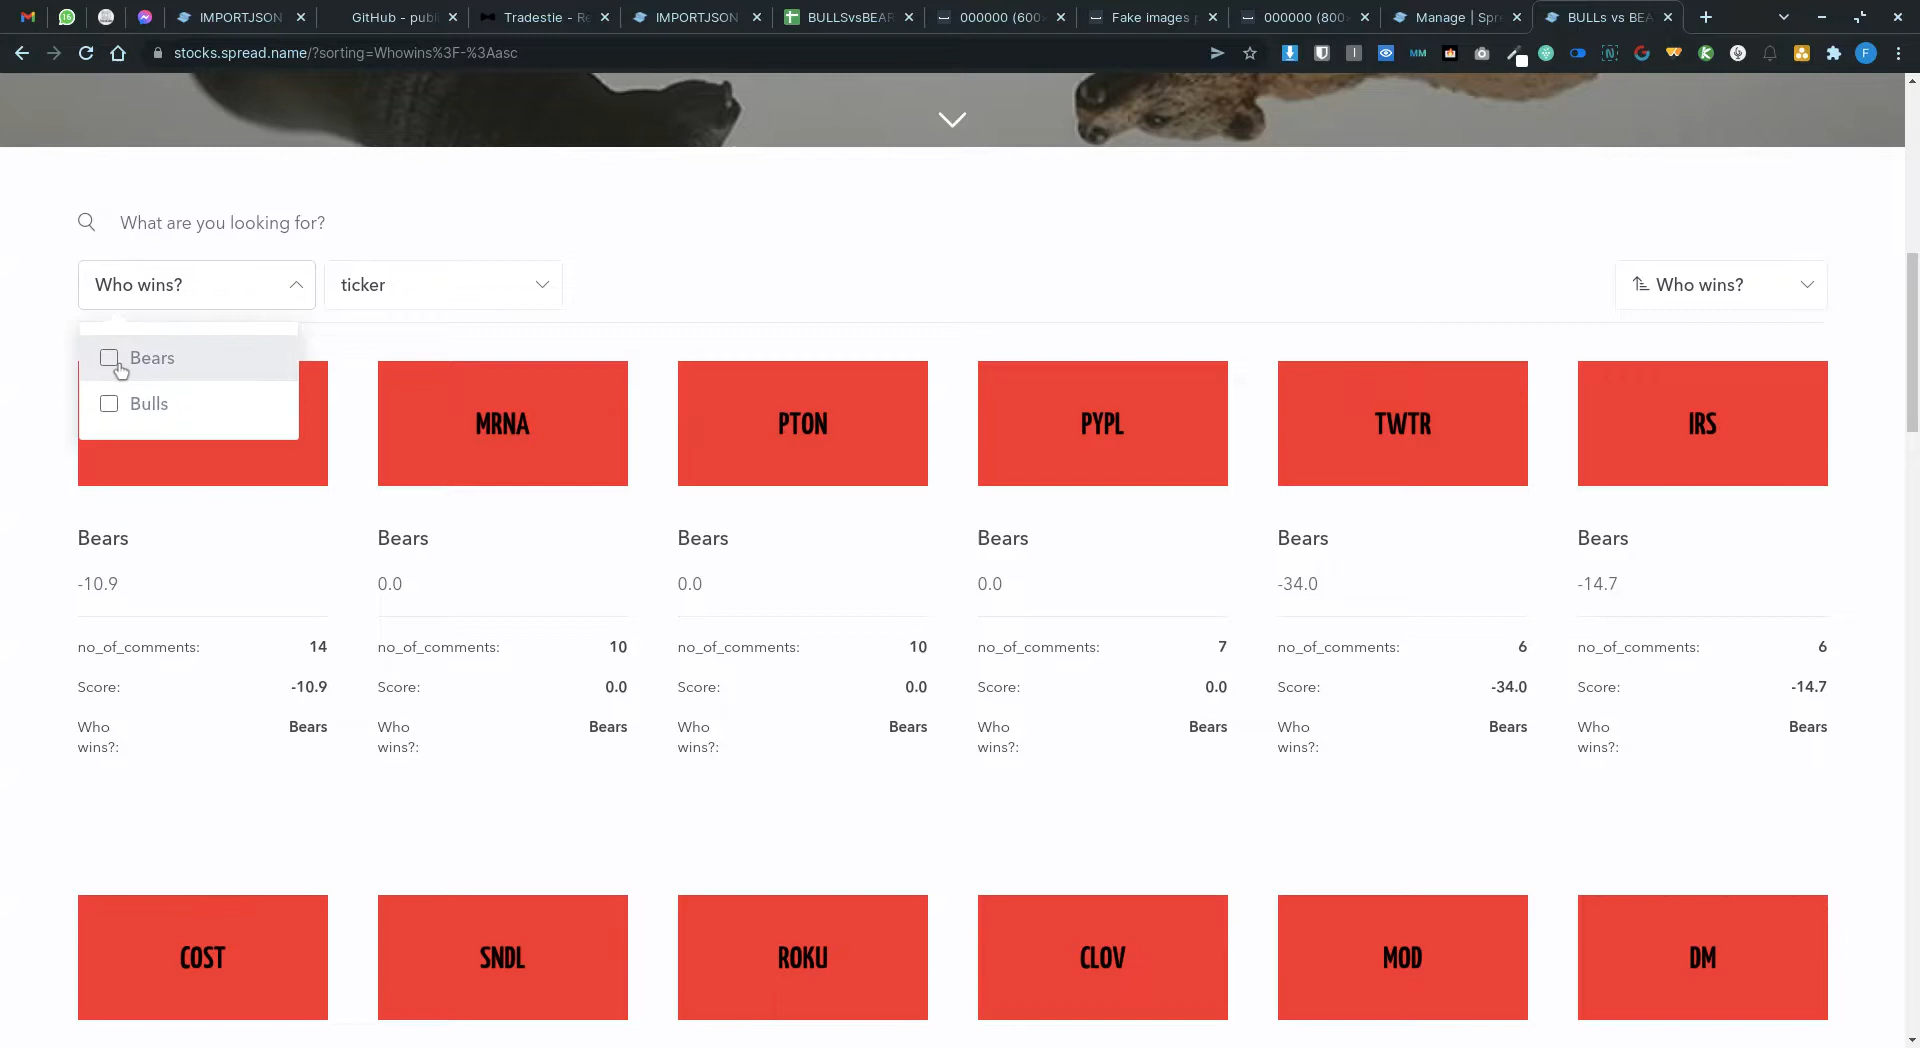 16
IMPORTJSON
GitHub - publ
Tradestie - Re
IMPORTJSON
BULLSvsBEAR
000000 (600
Fake images p
000000 (800
Manage | Spre
BULLs vs BEA
stocks.spread.name/?sorting=Whowins%3F-%3Aasc
MM
F
What are you looking for?
Who wins?
ticker
Who wins?
Bears
Bulls
MRNA
PTON
PYPL
TWTR
IRS
Bears
Bears
Bears
Bears
Bears
Bears
-10.9
0.0
0.0
0.0
-34.0
-14.7
no_of_comments: 14
no_of_comments: 10
no_of_comments: 10
no_of_comments: 7
no_of_comments: 6
no_of_comments: 6
Score: -10.9
Score: 0.0
Score: 0.0
Score: 0.0
Score: -34.0
Score: -14.7
Who Bears
wins?:
Who Bears
wins?:
Who Bears
wins?:
Who Bears
wins?:
Who Bears
wins?:
Who Bears
wins?:
COST
SNDL
ROKU
CLOV
MOD
DM